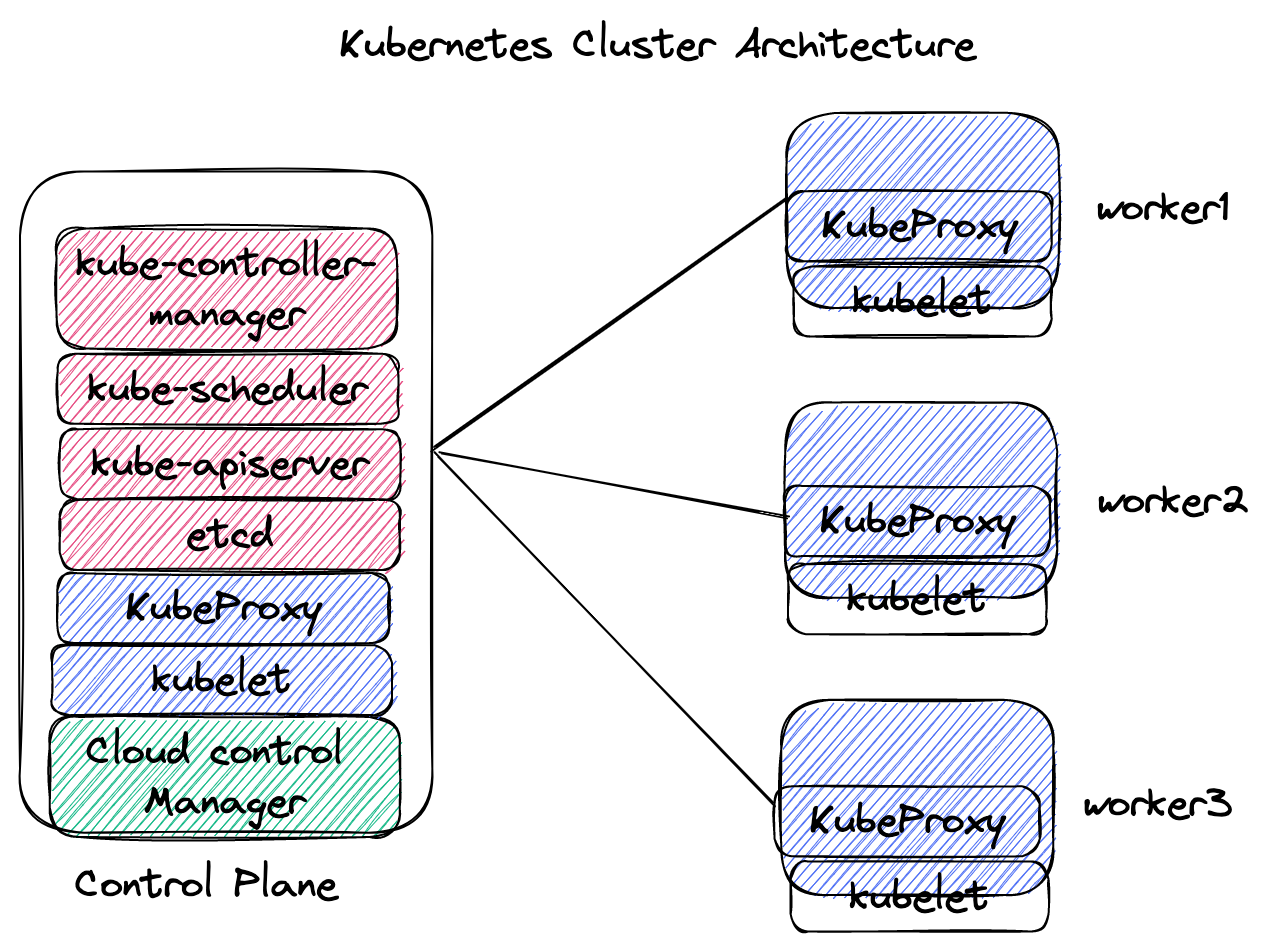 Kubernetes Cluster Architecture
kube-controller-
manager
kube-scheduler
kube-apiserver
etcd
KubeProxy
kubelet
Cloud control
Manager
Control Plane
KubeProxy
kubelet
worker1
KubeProxy
kubelet
worker2
KubeProxy
kubelet
worker3